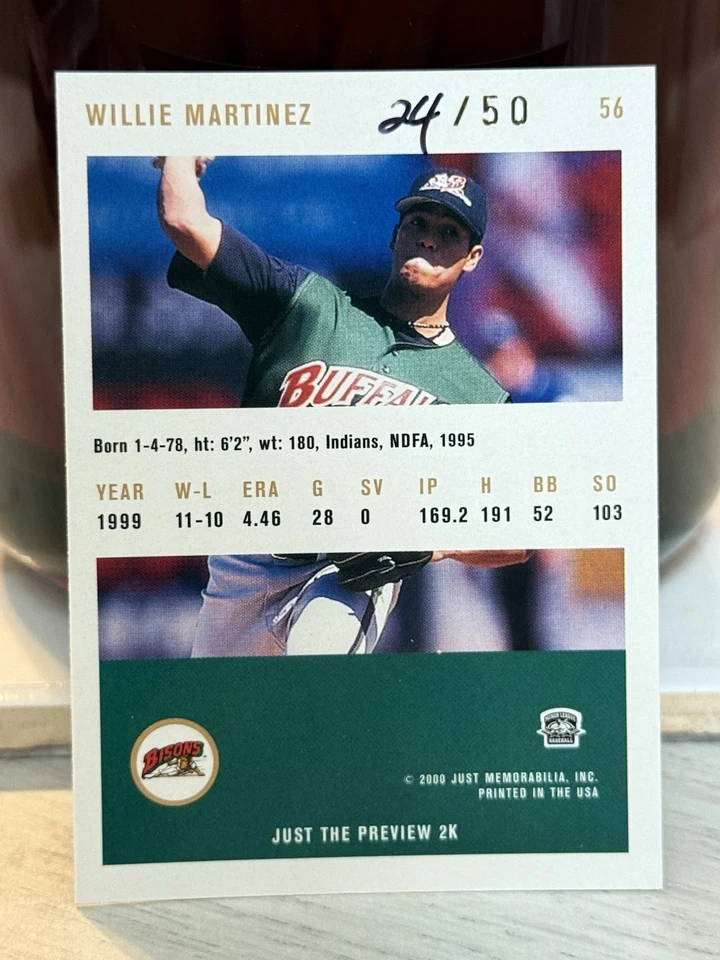 WILLIE MARTINEZ 24/50 56
BUFFAL
Born 1-4-78, ht: 6'2", wt: 180, Indians, NDFA, 1995
YEAR W-L ERA G SV IP H BB SO
1999 11-10 4.46 28 0 169.2 191 52 103
BISONS
BASEBALL
© 2000 JUST MEMORABILIA, INC.
PRINTED IN THE USA
JUST THE PREVIEW 2K